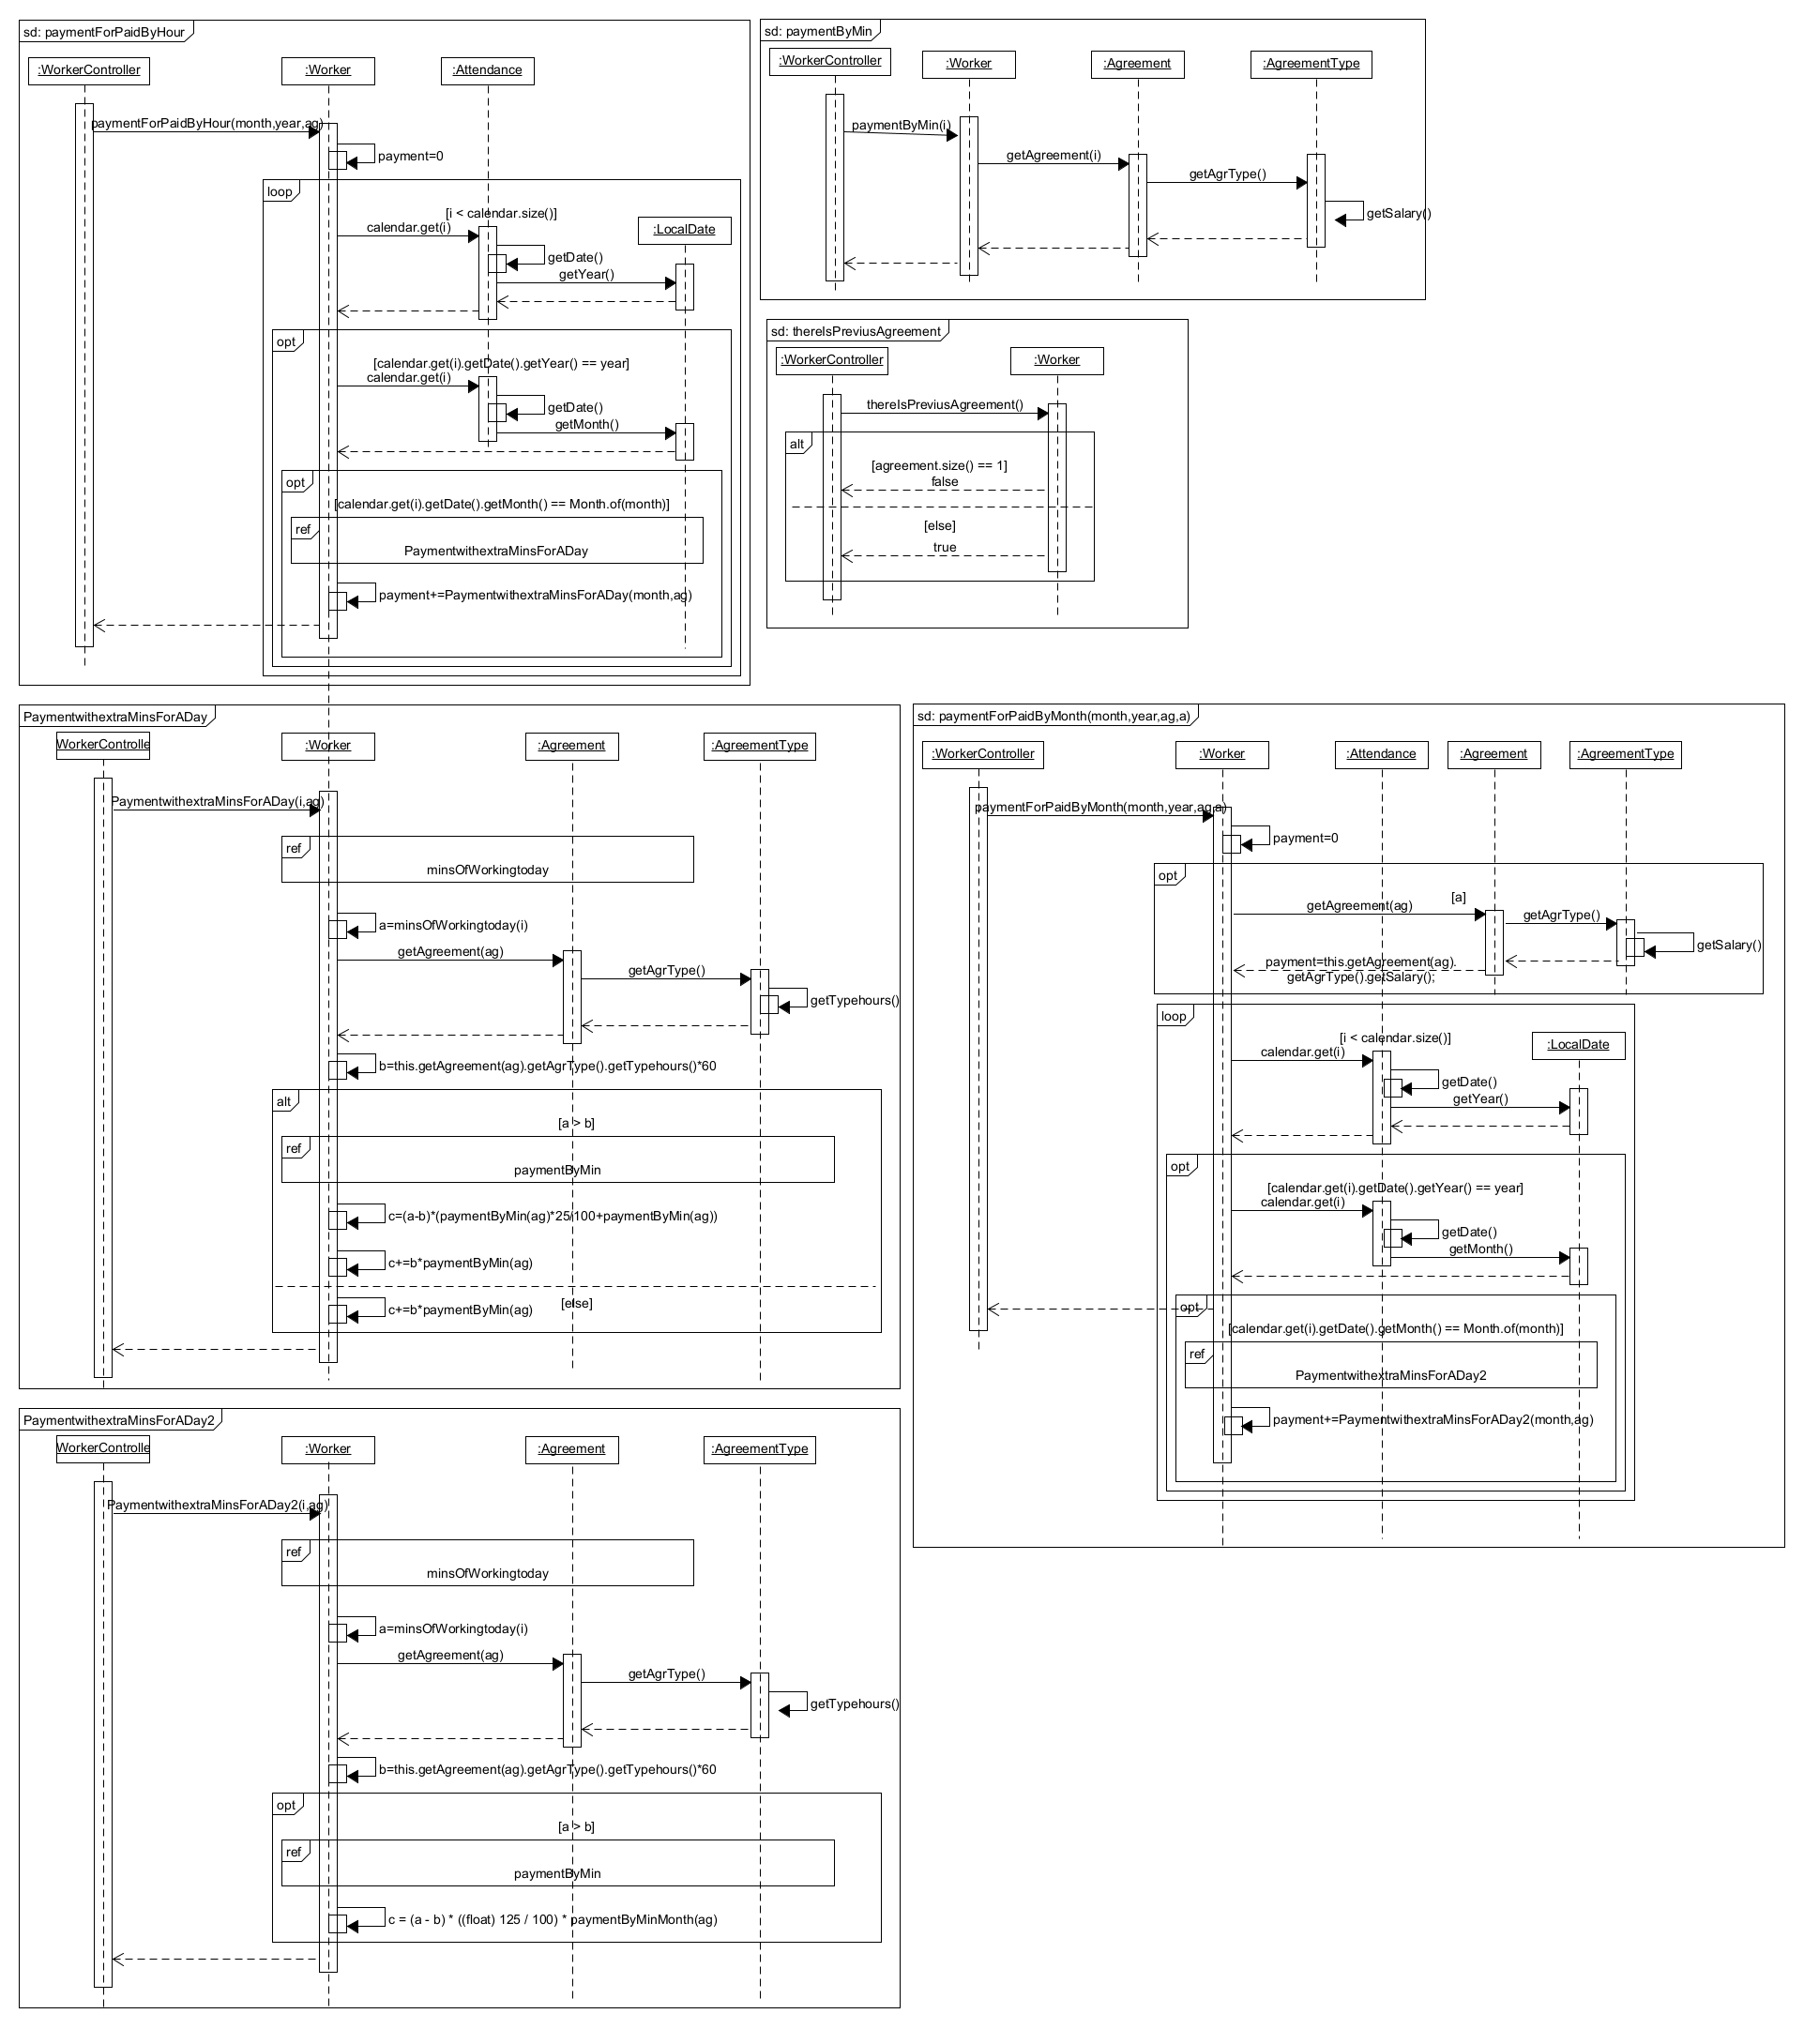 sd: paymentForPaidByHour
:WorkerController
:Worker
:Attendance
paymentForPaidByHour(month,year,ag)
payment=0
loop
[i < calendar.size()]
calendar.get(i)
:LocalDate
getDate()
getYear()
opt
[calendar.get(i).getDate().getYear() == year]
calendar.get(i)
getDate()
getMonth()
opt
[calendar.get(i).getDate().getMonth() == Month.of(month)]
ref
PaymentwithextraMinsForADay
payment+=PaymentwithextraMinsForADay(month,ag)
sd: paymentByMin
:WorkerController
:Worker
:Agreement
:AgreementType
paymentByMin(i)
getAgreement(i)
getAgrType()
getSalary()
sd: thereIsPreviusAgreement
:WorkerController
:Worker
thereIsPreviusAgreement()
alt
[agreement.size() == 1]
false
[else]
true
PaymentwithextraMinsForADay
WorkerControlle
:Worker
:Agreement
:AgreementType
PaymentwithextraMinsForADay(i,ag)
ref
minsOfWorkingtoday
a=minsOfWorkingtoday(i)
getAgreement(ag)
getAgrType()
getTypehours()
b=this.getAgreement(ag).getAgrType().getTypehours()*60
alt
[a > b]
ref
paymentByMin
c=(a-b)*(paymentByMin(ag)*25/100+paymentByMin(ag))
c+=b*paymentByMin(ag)
[else]
c+=b*paymentByMin(ag)
sd: paymentForPaidByMonth(month,year,ag,a)
:WorkerController
:Worker
:Attendance
:Agreement
:AgreementType
paymentForPaidByMonth(month,year,ag,a)
payment=0
opt
[a]
getAgreement(ag)
getAgrType()
getSalary()
payment=this.getAgreement(ag).
getAgrType().getSalary();
loop
[i < calendar.size()]
calendar.get(i)
:LocalDate
getDate()
getYear()
opt
[calendar.get(i).getDate().getYear() == year]
calendar.get(i)
getDate()
getMonth()
opt
[calendar.get(i).getDate().getMonth() == Month.of(month)]
ref
PaymentwithextraMinsForADay2
payment+=PaymentwithextraMinsForADay2(month,ag)
PaymentwithextraMinsForADay2
WorkerControlle
:Worker
:Agreement
:AgreementType
PaymentwithextraMinsForADay2(i,ag)
ref
minsOfWorkingtoday
a=minsOfWorkingtoday(i)
getAgreement(ag)
getAgrType()
getTypehours()
b=this.getAgreement(ag).getAgrType().getTypehours()*60
opt
[a > b]
ref
paymentByMin
c = (a - b) * ((float) 125 / 100) * paymentByMinMonth(ag)